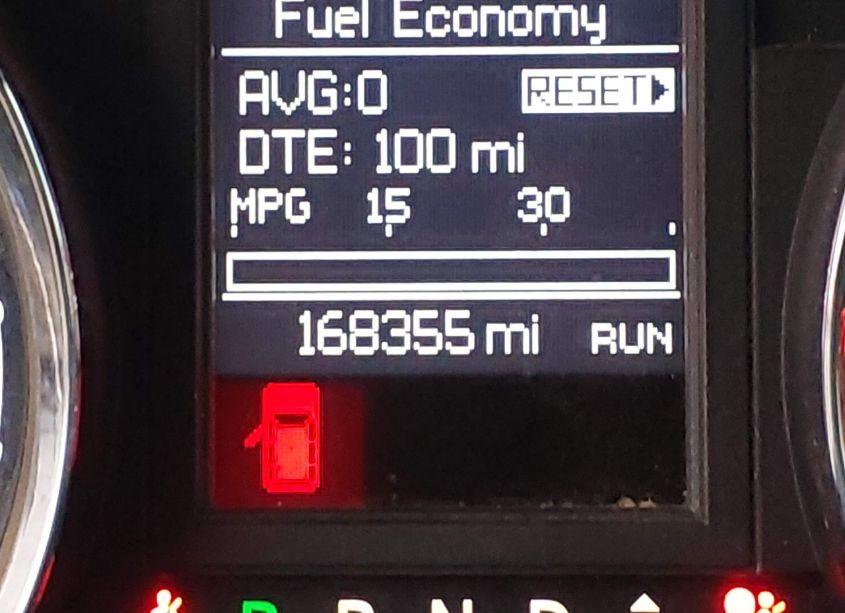 Fuel Economy
AVG:0 RESET
DTE: 100 mi
MPG 15 30
168355 mi RUN
P R N D